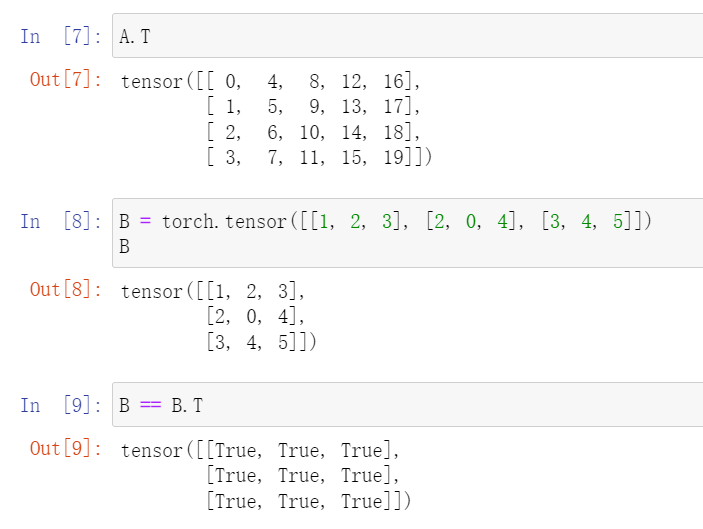 In [7]: A.T
Out[7]: tensor([[ 0, 4, 8, 12, 16],
[ 1, 5, 9, 13, 17],
[ 2, 6, 10, 14, 18],
[ 3, 7, 11, 15, 19]])
In [8]: B = torch.tensor([[1, 2, 3], [2, 0, 4], [3, 4, 5]])
B
Out[8]: tensor([[1, 2, 3],
[2, 0, 4],
[3, 4, 5]])
In [9]: B == B.T
Out[9]: tensor([[True, True, True],
[True, True, True],
[True, True, True]])